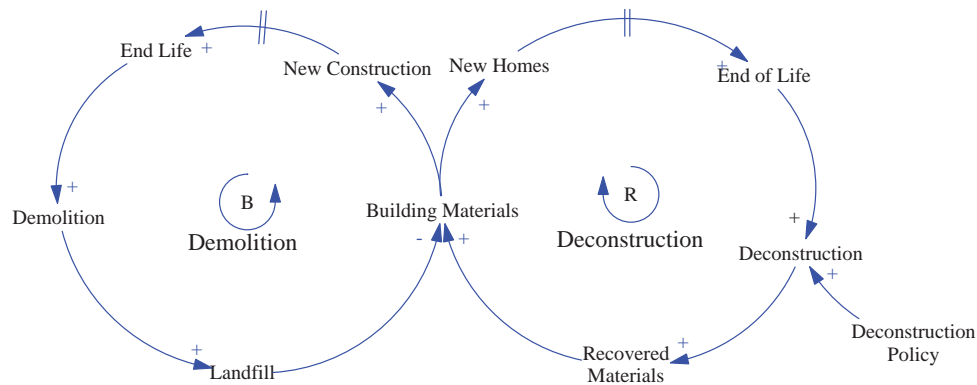 End Life
+
New Construction
+
New Homes
+
+
End of Life
+
Demolition
B
Demolition
Building Materials
-
+
R
Deconstruction
+
Deconstruction
+
Deconstruction
Policy
+
Landfill
+
Recovered
Materials